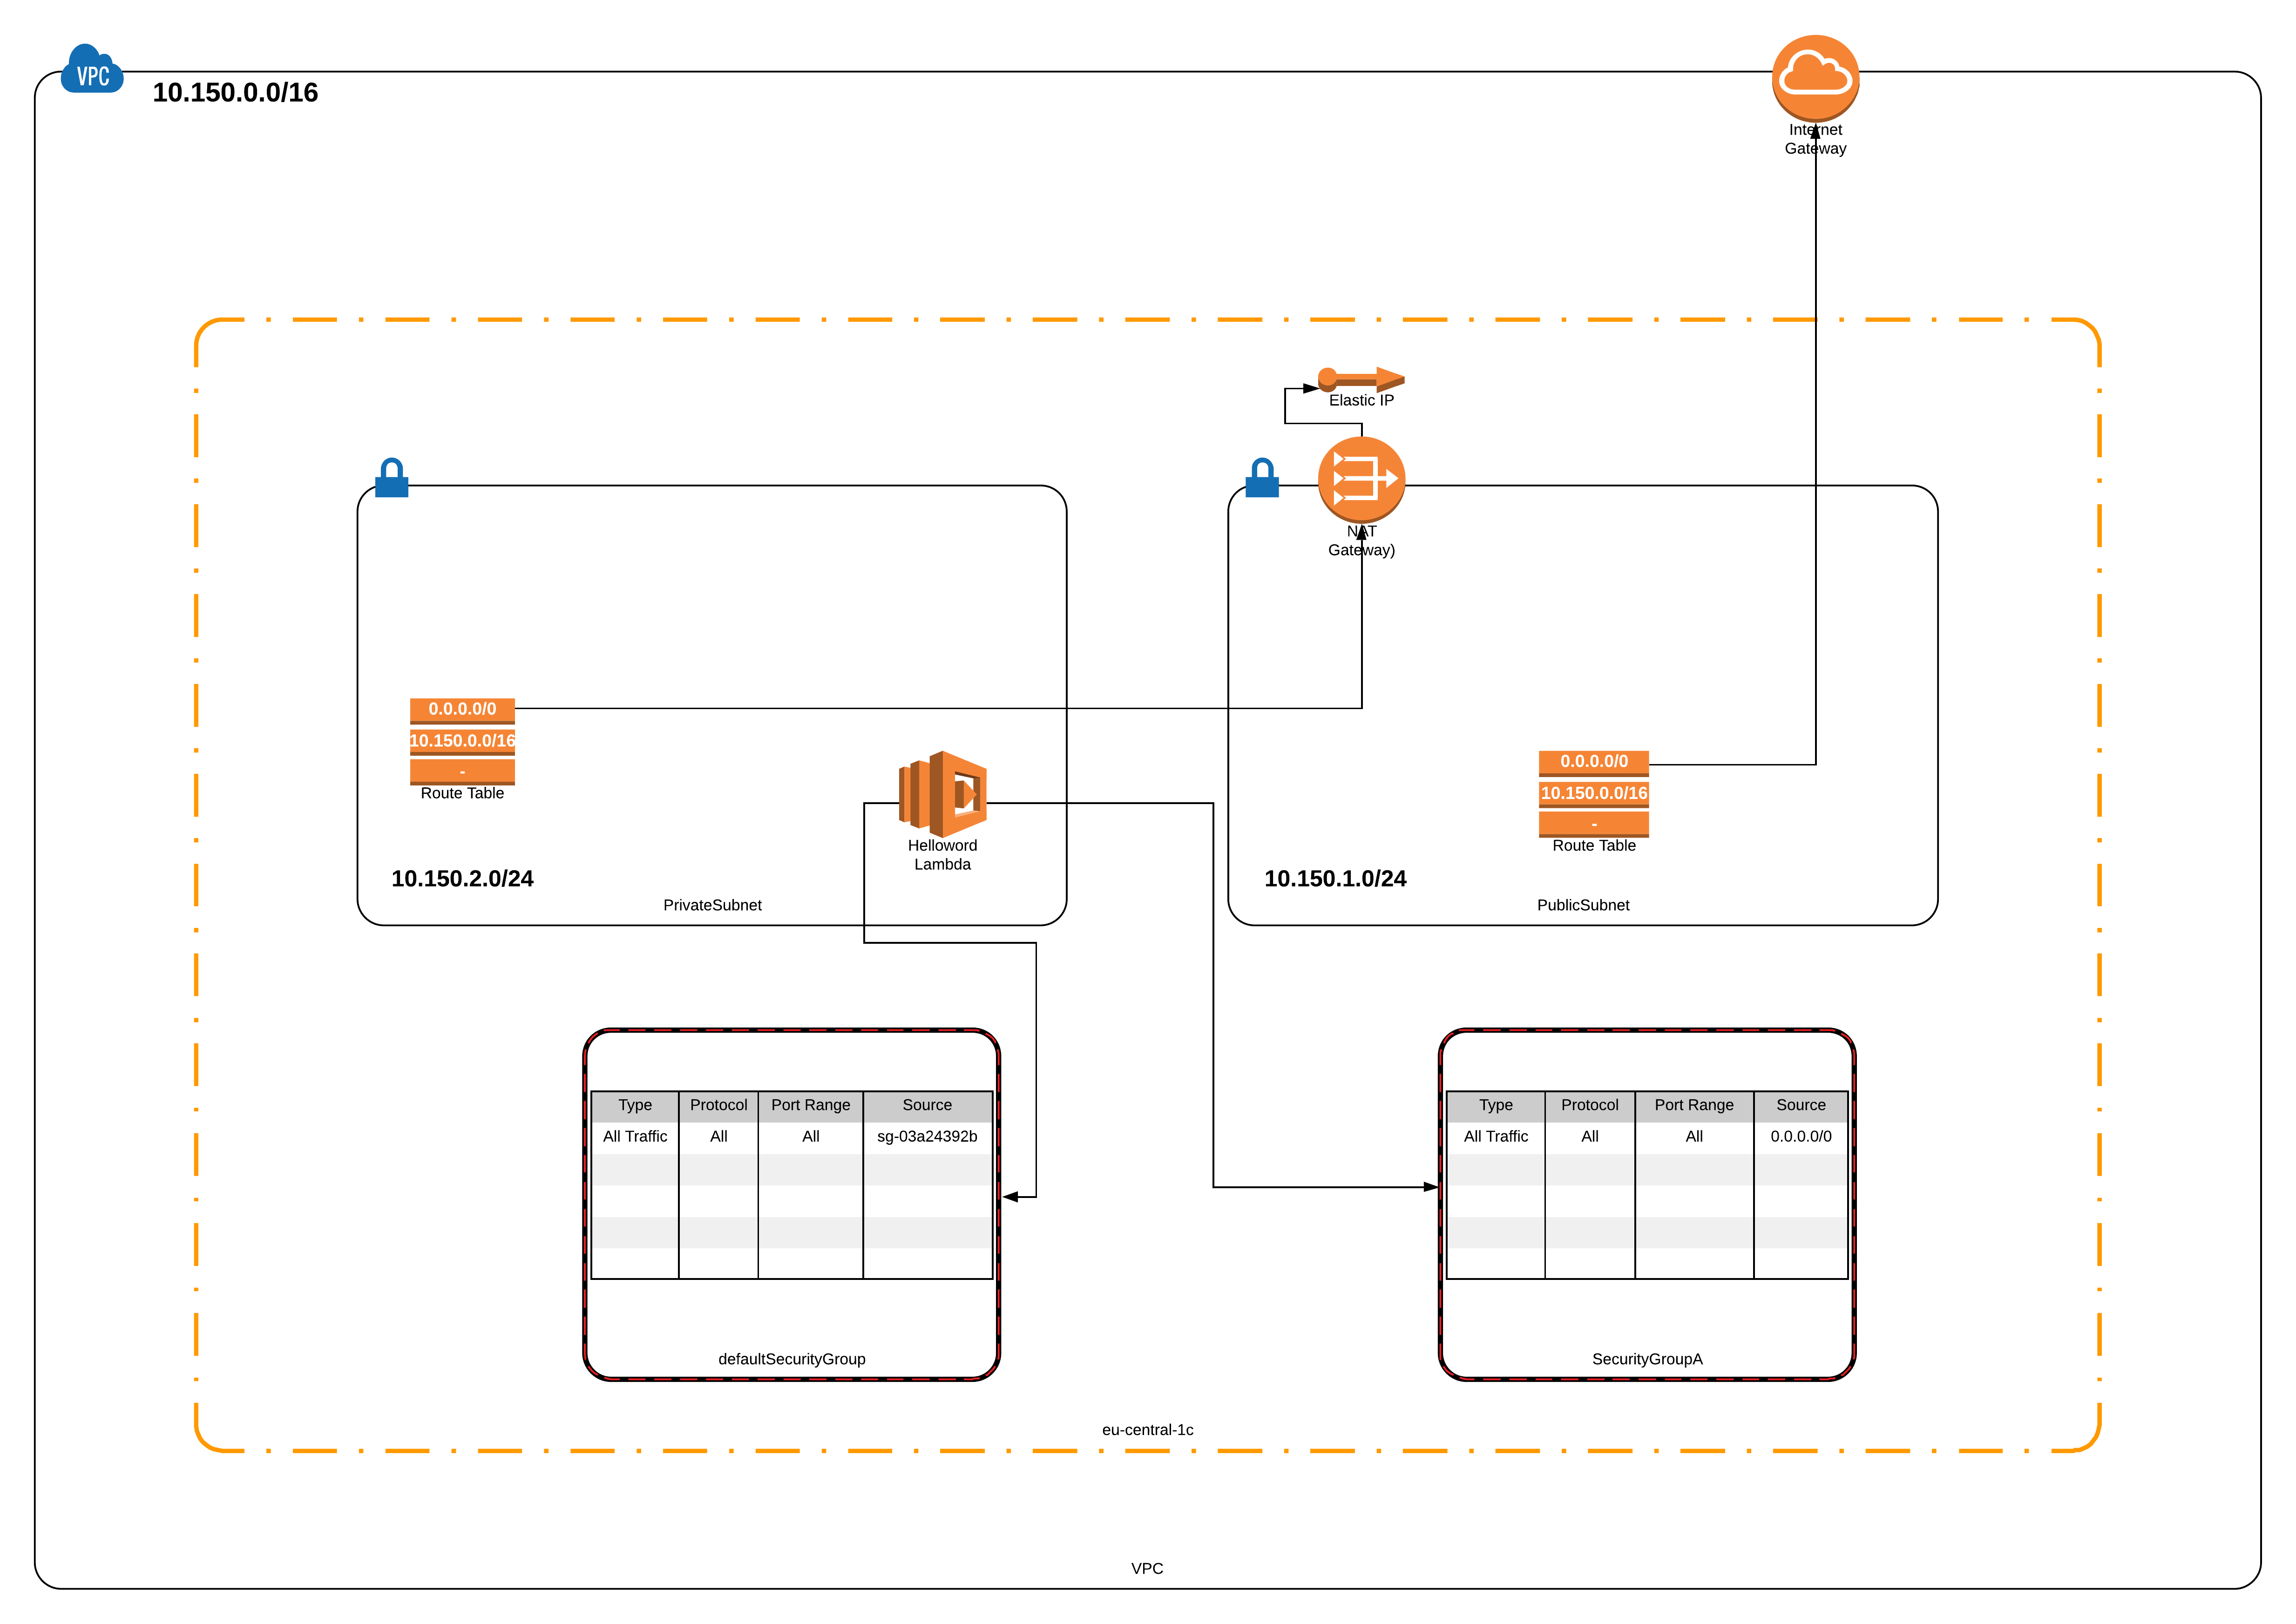 VPC
10.150.0.0/16
Internet
Gateway
Elastic IP
NAT
Gateway)
0.0.0.0/0
10.150.0.0/16
-
Route Table
Helloword
Lambda
10.150.2.0/24
PrivateSubnet
0.0.0.0/0
10.150.0.0/16
-
Route Table
10.150.1.0/24
PublicSubnet
Type Protocol Port Range Source
All Traffic All All sg-03a24392b
defaultSecurityGroup
Type Protocol Port Range Source
All Traffic All All 0.0.0.0/0
SecurityGroupA
eu-central-1c
VPC